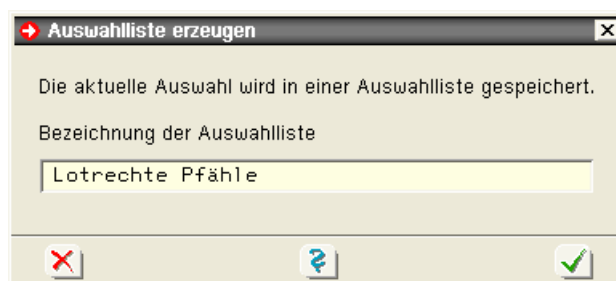 Auswahlliste erzeugen
Die aktuelle Auswahl wird in einer Auswahlliste gespeichert.
Bezeichnung der Auswahlliste
Lotrechte Pfähle